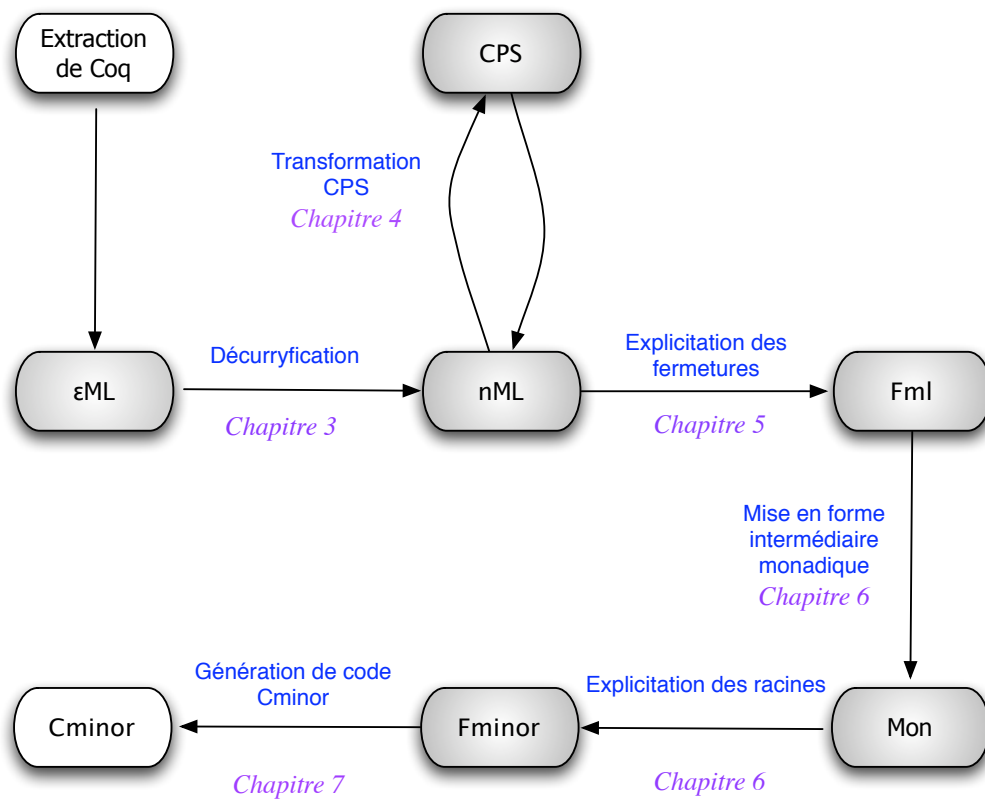 Extraction
de Coq
CPS
Transformation
CPS
Chapitre 4
εML
Décurryfication
Chapitre 3
nML
Explicitation des
fermetures
Chapitre 5
Fml
Mise en forme
intermédiaire
monadique
Chapitre 6
Cminor
Génération de code
Cminor
Chapitre 7
Fminor
Explicitation des racines
Chapitre 6
Mon